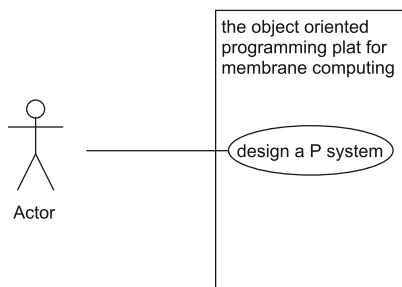 the object oriented
programming plat for
membrane computing
design a P system
Actor